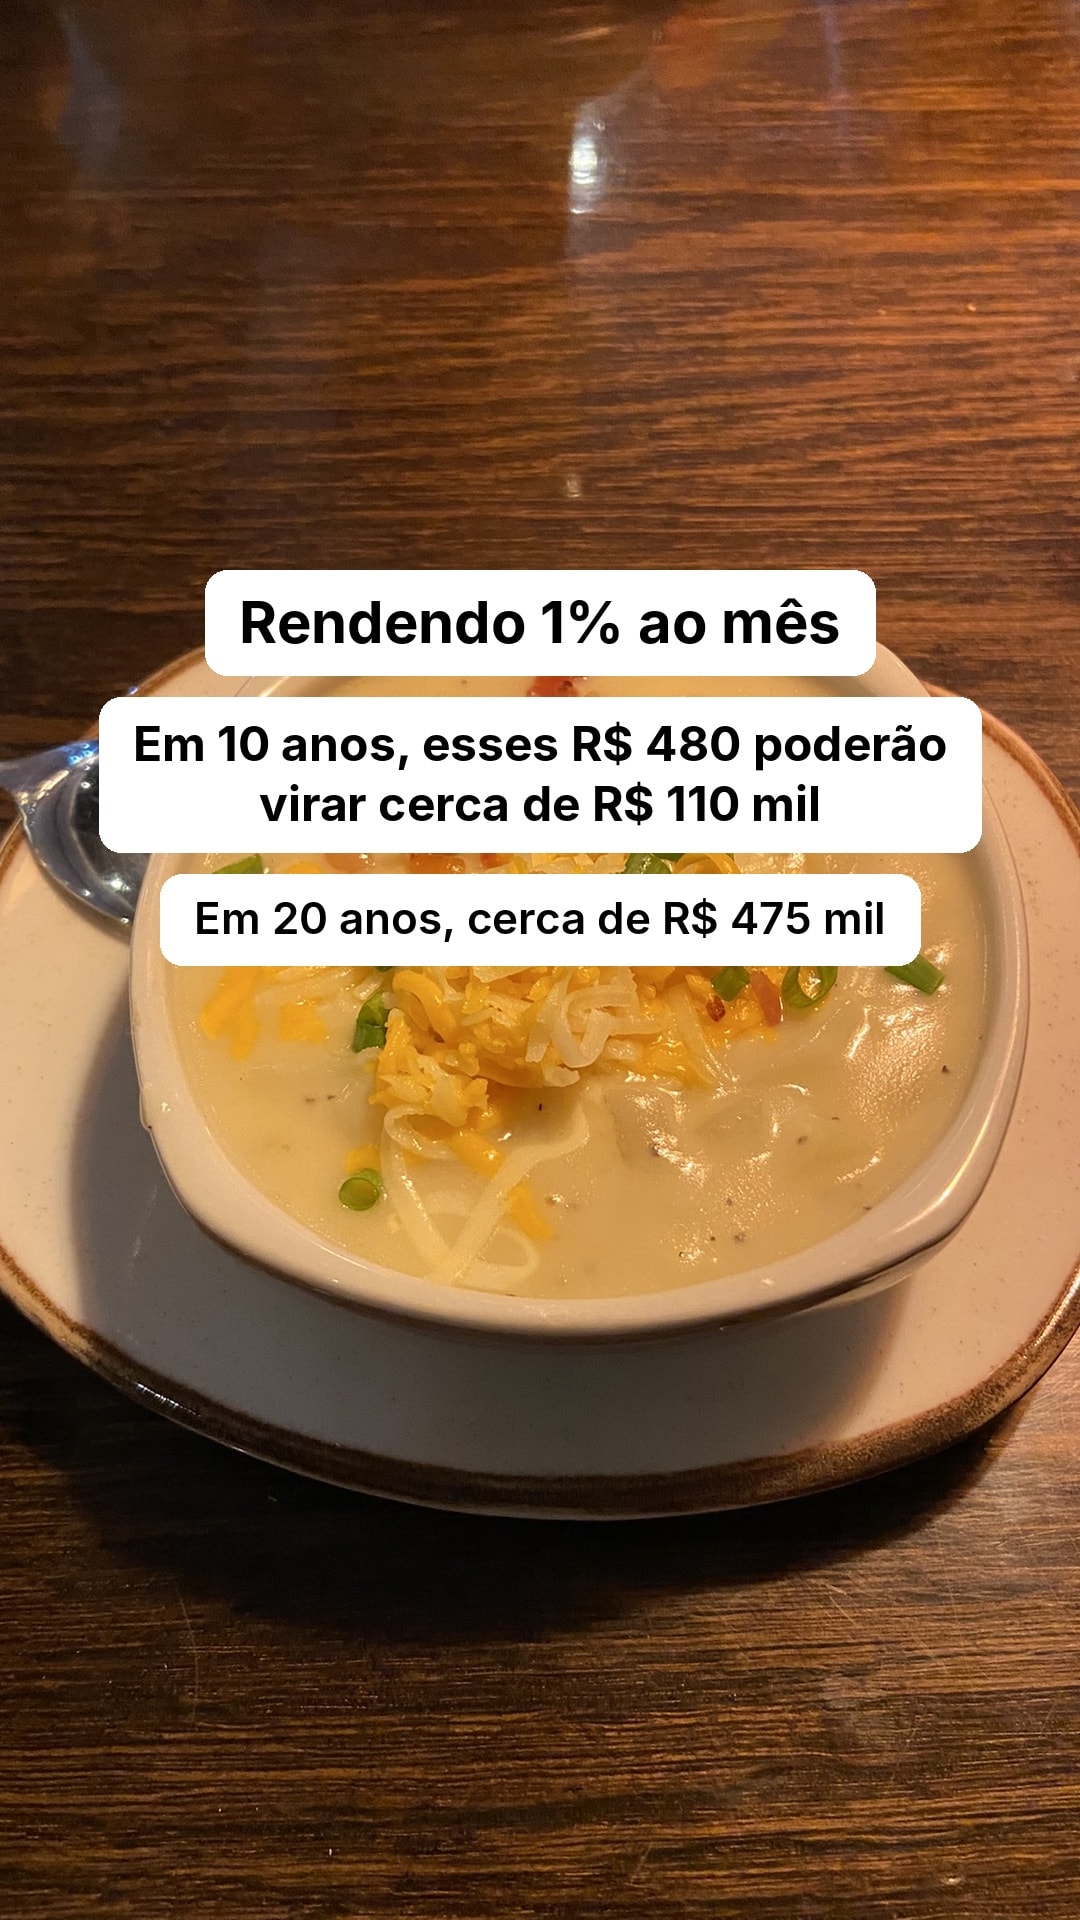 Rendendo 1% ao mês
Em 10 anos, esses R$ 480 poderão
virar cerca de R$ 110 mil
Em 20 anos, cerca de R$ 475 mil